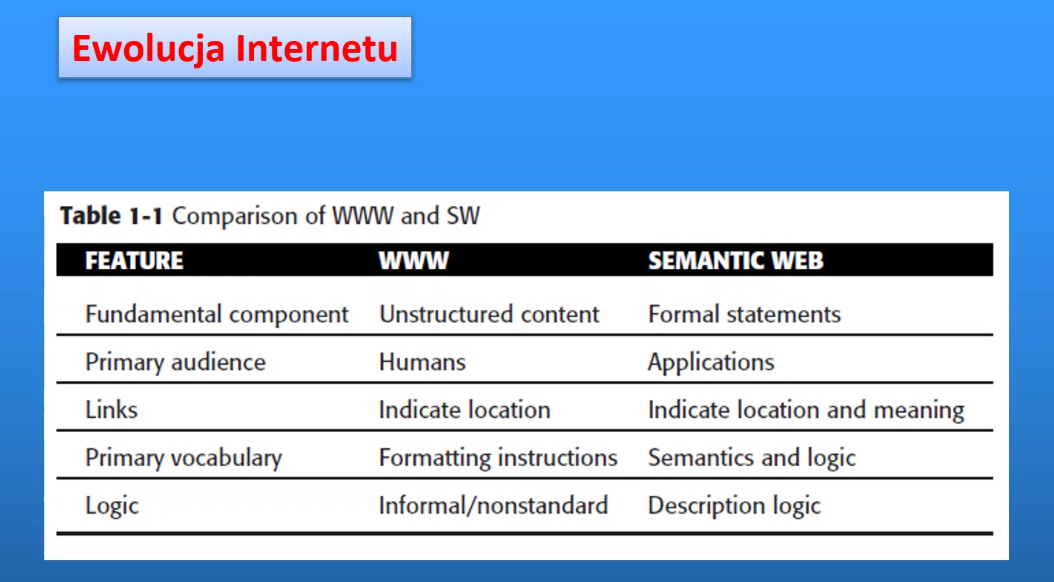 Ewolucja Internetu
Table 1-1 Comparison of WWW and SW
FEATURE WWW SEMANTIC WEB
Fundamental component Unstructured content Formal statements
Primary audience Humans Applications
Links Indicate location Indicate location and meaning
Primary vocabulary Formatting instructions Semantics and logic
Logic Informal/nonstandard Description logic